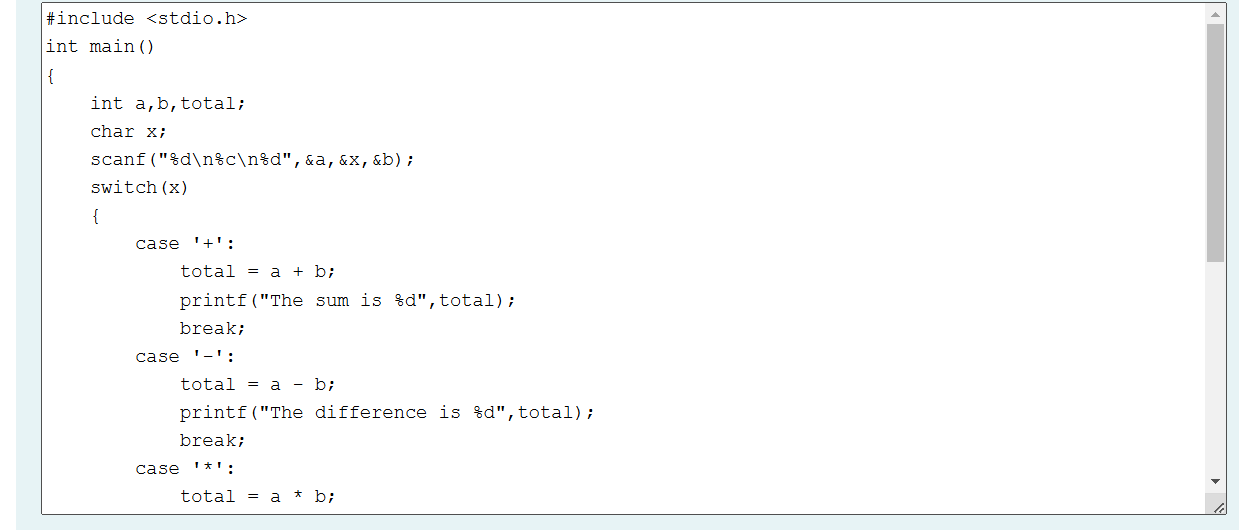 #include <stdio.h>
int main()
{
    int a,b,total;
    char x;
    scanf("%d\n%c\n%d",&a,&x,&b);
    switch(x)
    {
        case '+':
            total = a + b;
            printf("The sum is %d",total);
            break;
        case '-':
            total = a - b;
            printf("The difference is %d",total);
            break;
        case '*':
            total = a * b;